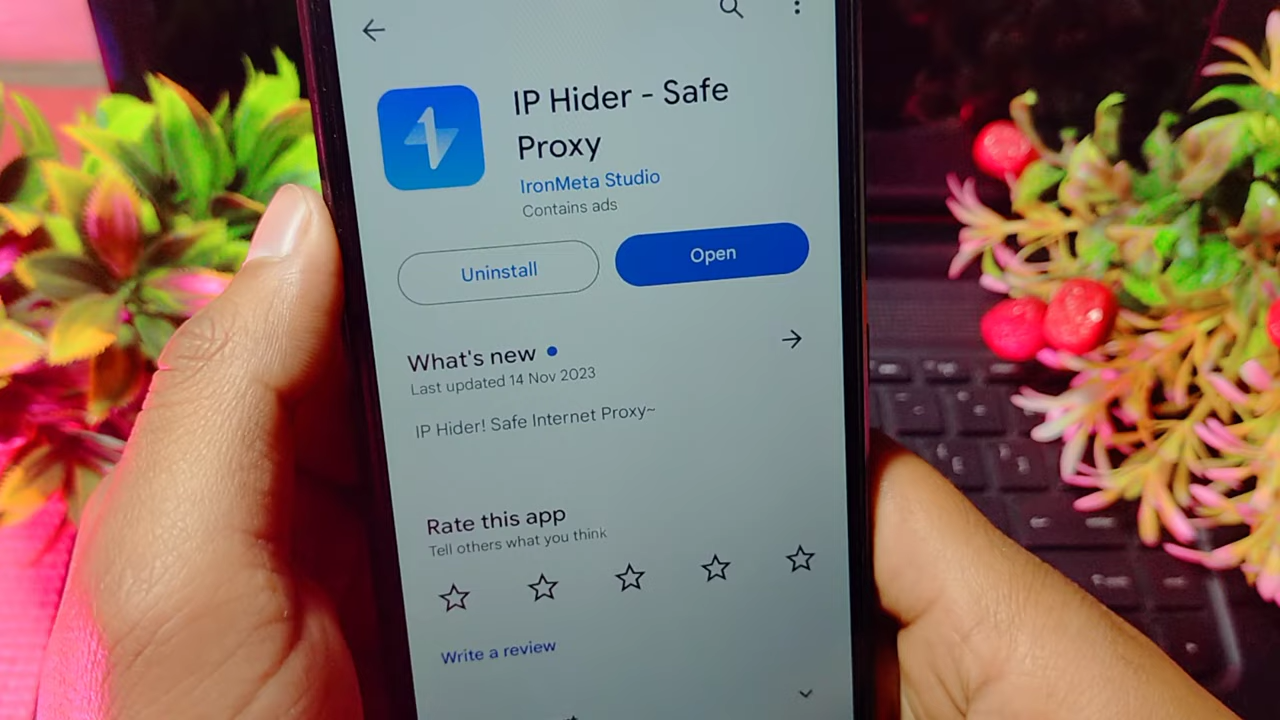 IP Hider - Safe
Proxy
IronMeta Studio
Contains ads
Uninstall
Open
What's new
Last updated 14 Nov 2023
IP Hider! Safe Internet Proxy~
Rate this app
Tell others what you think
Write a review